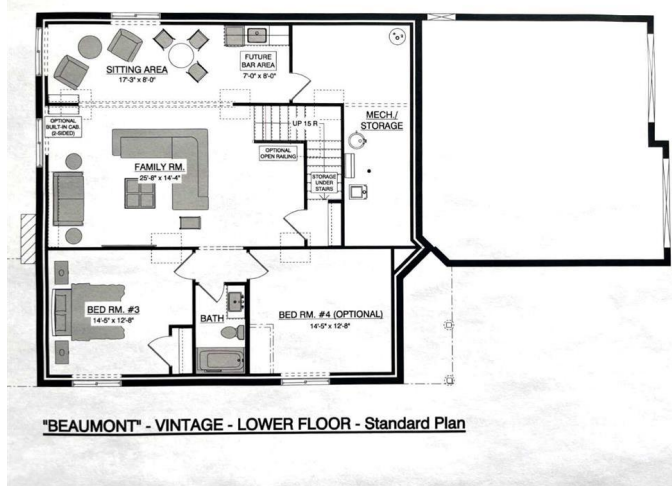 SITTING AREA
17'-3" x 8'-0"
FUTURE
BAR AREA
7'-0" x 8'-0"
MECH./
STORAGE
OPTIONAL
BUILT-IN CAB.
(2-SIDED)
UP 15 R
OPTIONAL
OPEN RAILING
FAMILY RM.
25'-8" x 14'-4"
STORAGE
UNDER
STAIRS
BED RM. #3
14'-5" x 12'-8"
BATH
BED RM. #4 (OPTIONAL)
14'-5" x 12'-8"
"BEAUMONT" - VINTAGE - LOWER FLOOR - Standard Plan